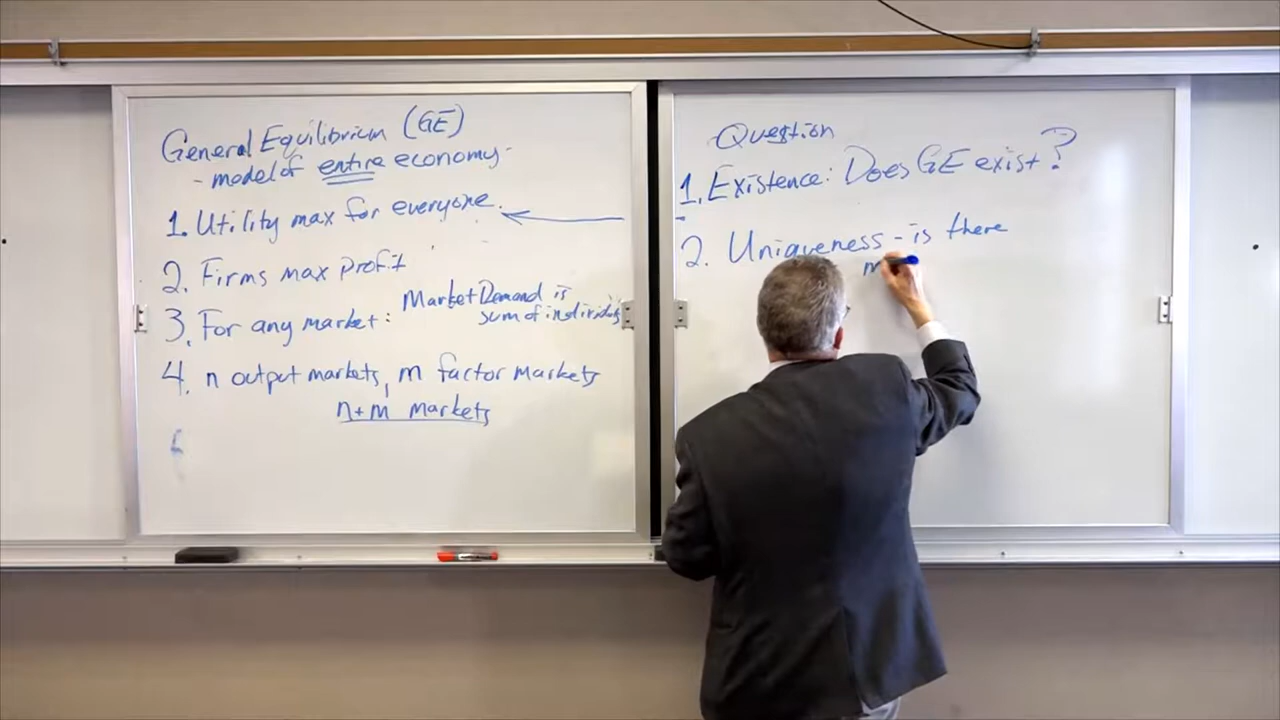 General Equilibrium (GE)
- model of entire economy-
1. Utility max for everyone.
2. Firms max profit
3. For any market: Market Demand is
sum of individuals
4. n output markets, m factor markets
n+m markets
Question
1. Existence: Does GE exist?
2. Uniqueness - is there